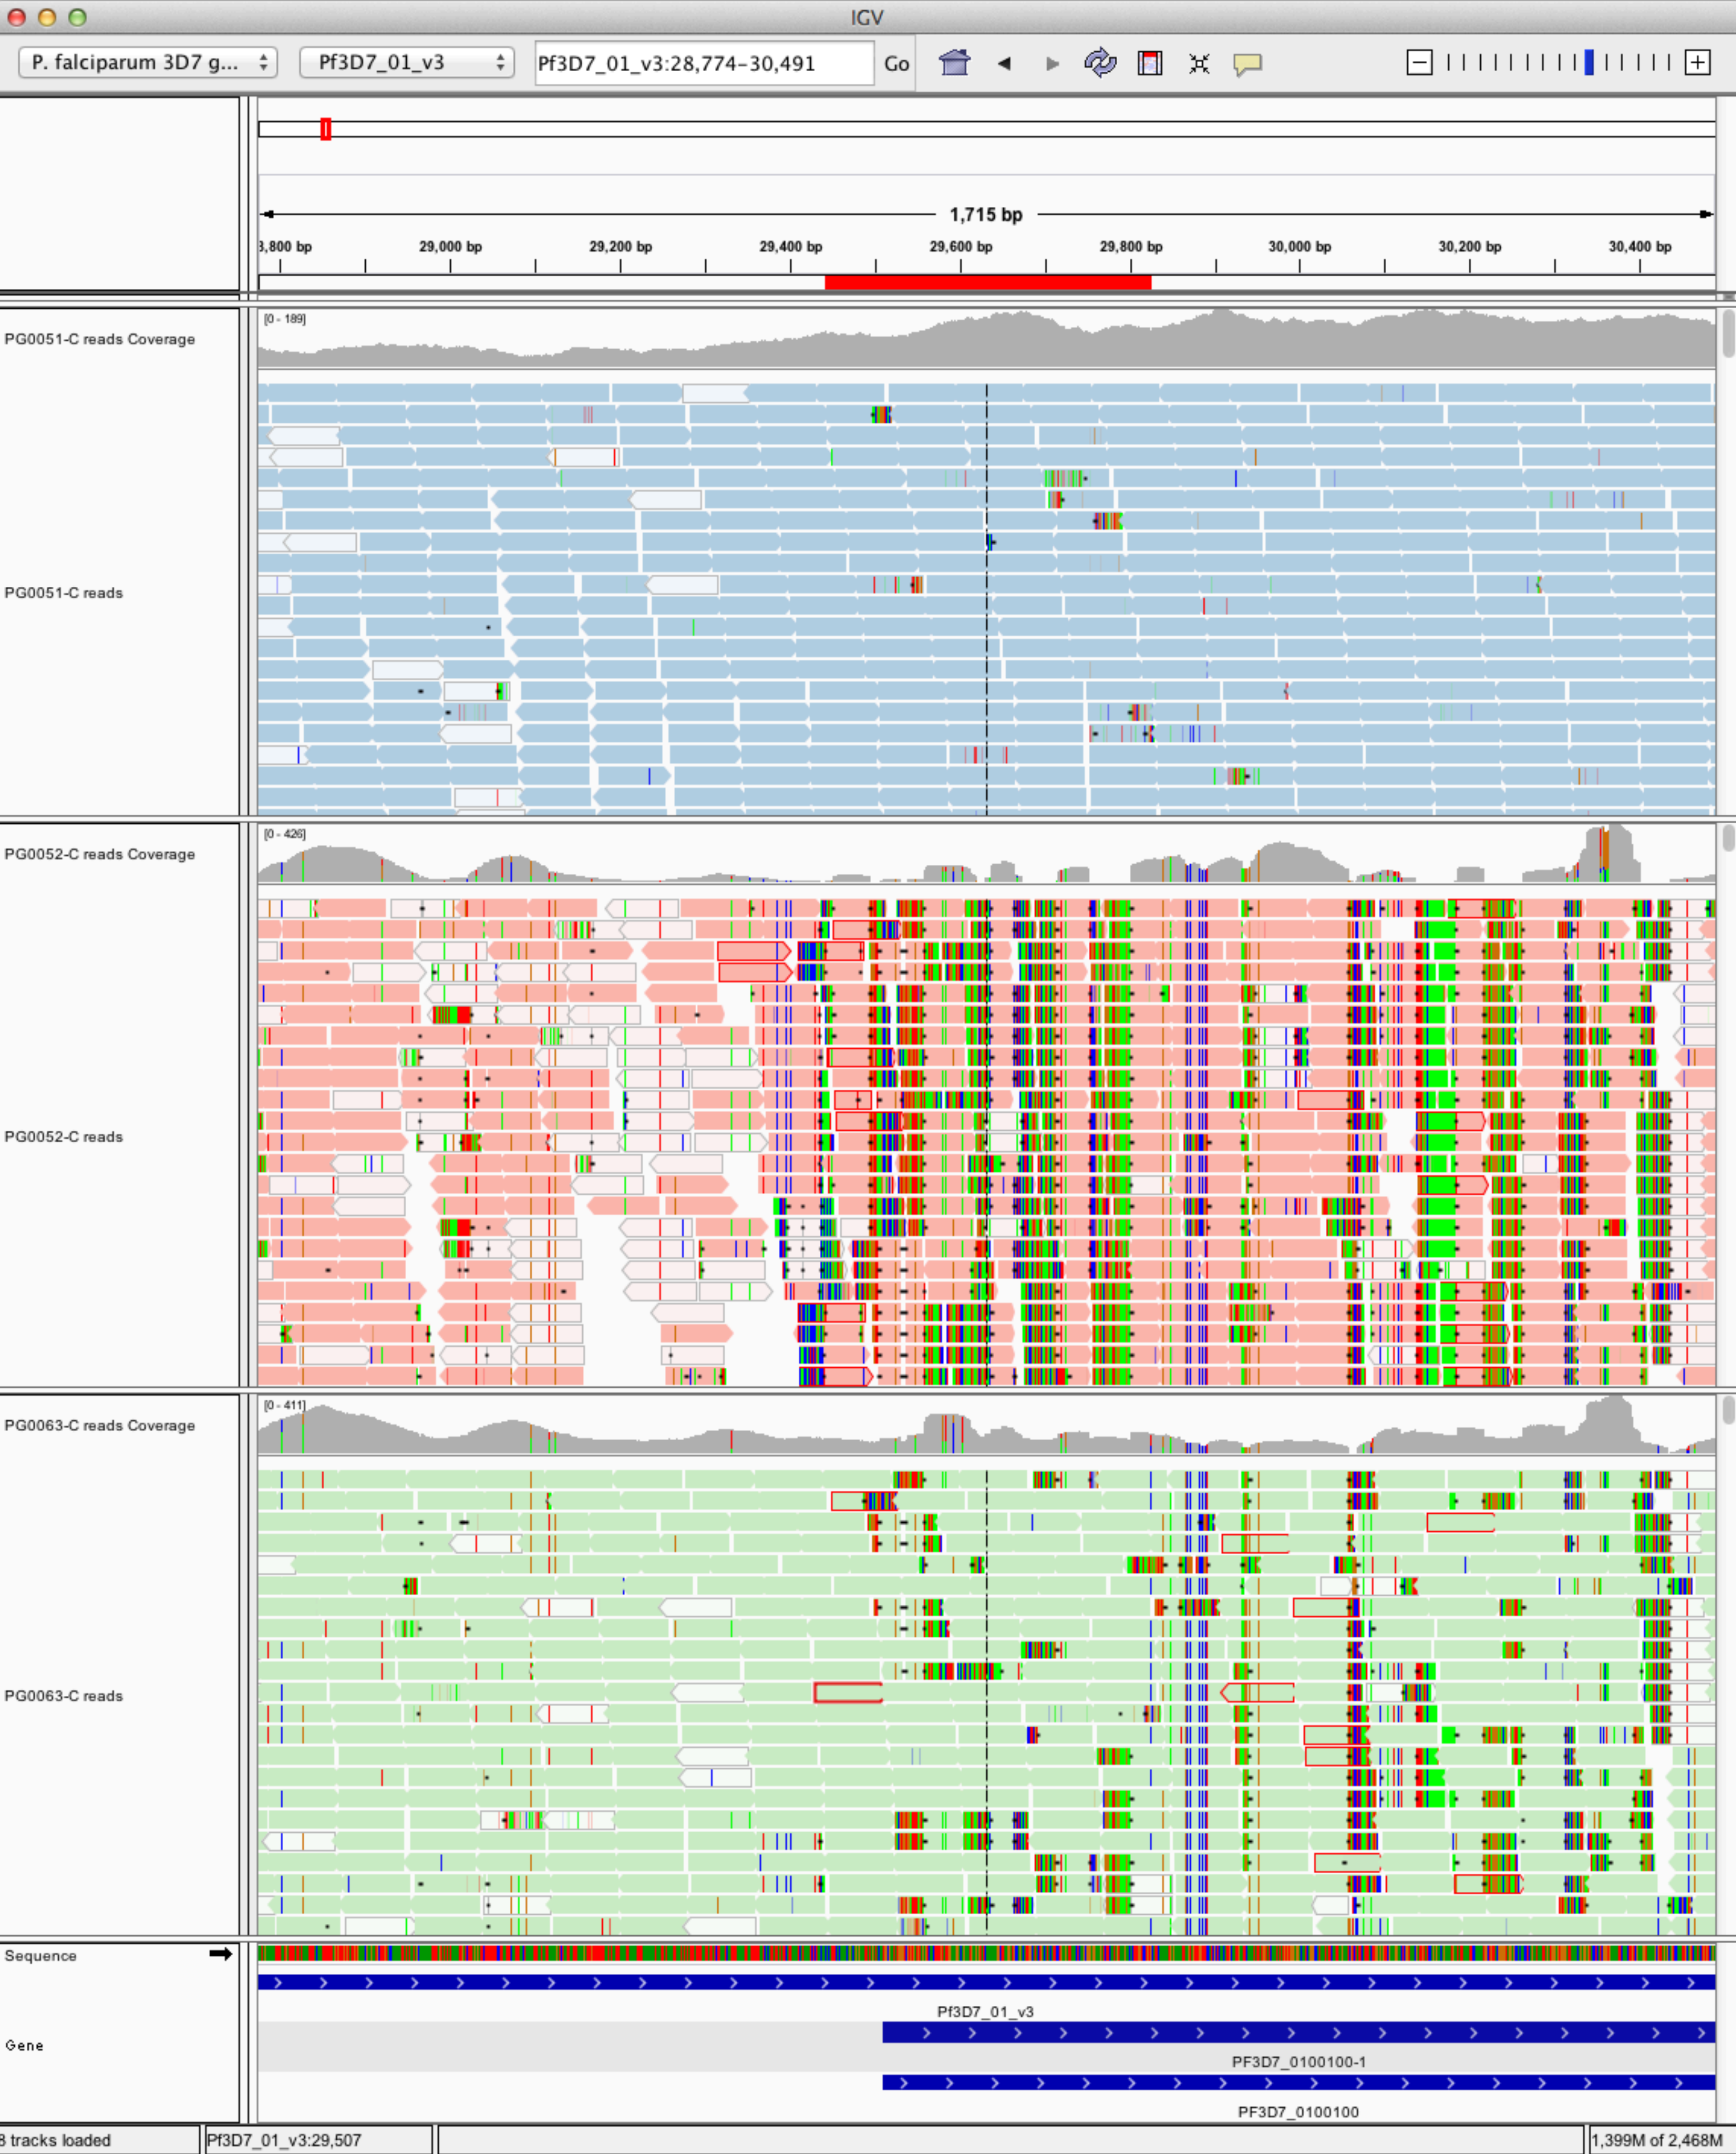 IGV
P. falciparum 3D7 g... Pf3D7_01_v3 Pf3D7_01_v3:28,774-30,491 Go
1,715 bp
3,800 bp 29,000 bp 29,200 bp 29,400 bp 29,600 bp 29,800 bp 30,000 bp 30,200 bp 30,400 bp
[0 - 189]
PG0051-C reads Coverage
PG0051-C reads
[0 - 426]
PG0052-C reads Coverage
PG0052-C reads
[0 - 411]
PG0063-C reads Coverage
PG0063-C reads
Sequence
Pf3D7_01_v3
Gene
PF3D7_0100100-1
PF3D7_0100100
8 tracks loaded Pf3D7_01_v3:29,507 1,399M of 2,468M